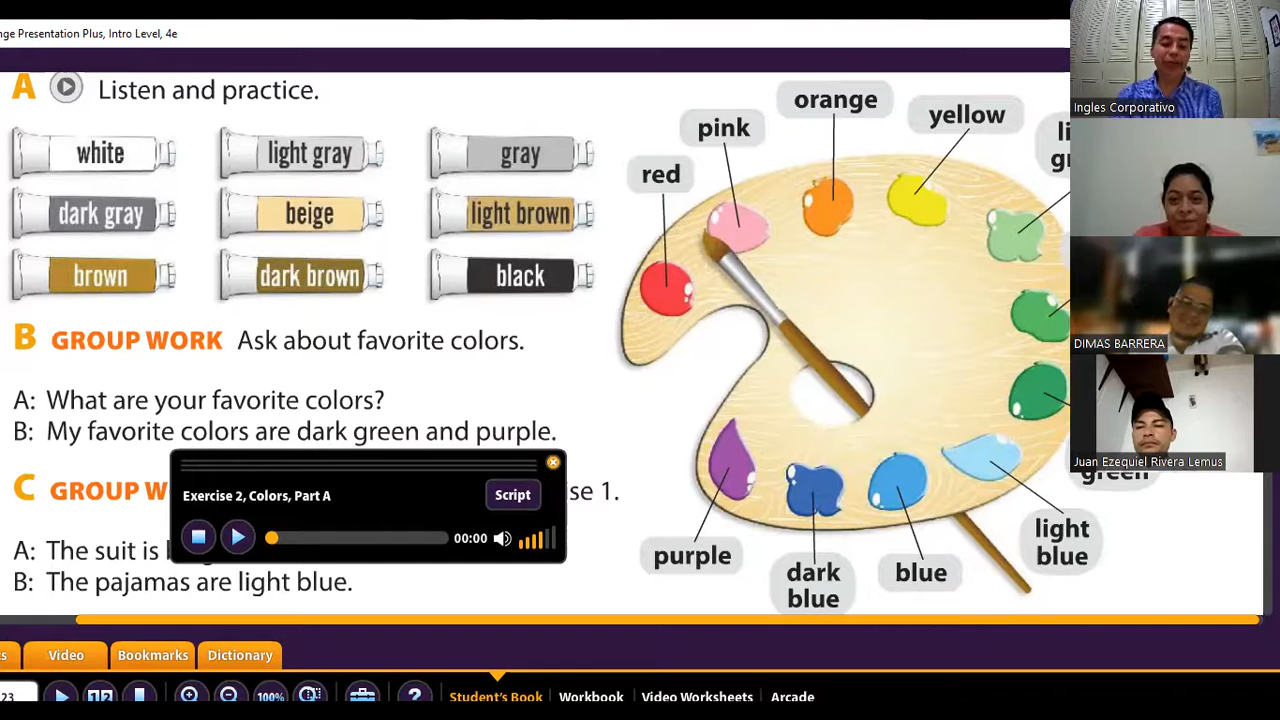 nge Presentation Plus, Intro Level, 4e
A Listen and practice.
white light gray gray
dark gray beige light brown
brown dark brown black
red
pink
orange
yellow
B GROUP WORK Ask about favorite colors.
A: What are your favorite colors?
B: My favorite colors are dark green and purple.
C GROUP W
se 1.
A: The suit is b
B: The pajamas are light blue.
Exercise 2, Colors, Part A
Script
00:00
purple
dark
blue
blue
light
blue
green
Ingles Corporativo
DIMAS BARRERA
Juan Ezequiel Rivera Lemus
Video Bookmarks Dictionary
23
100%
?
Student's Book Workbook Video Worksheets Arcade